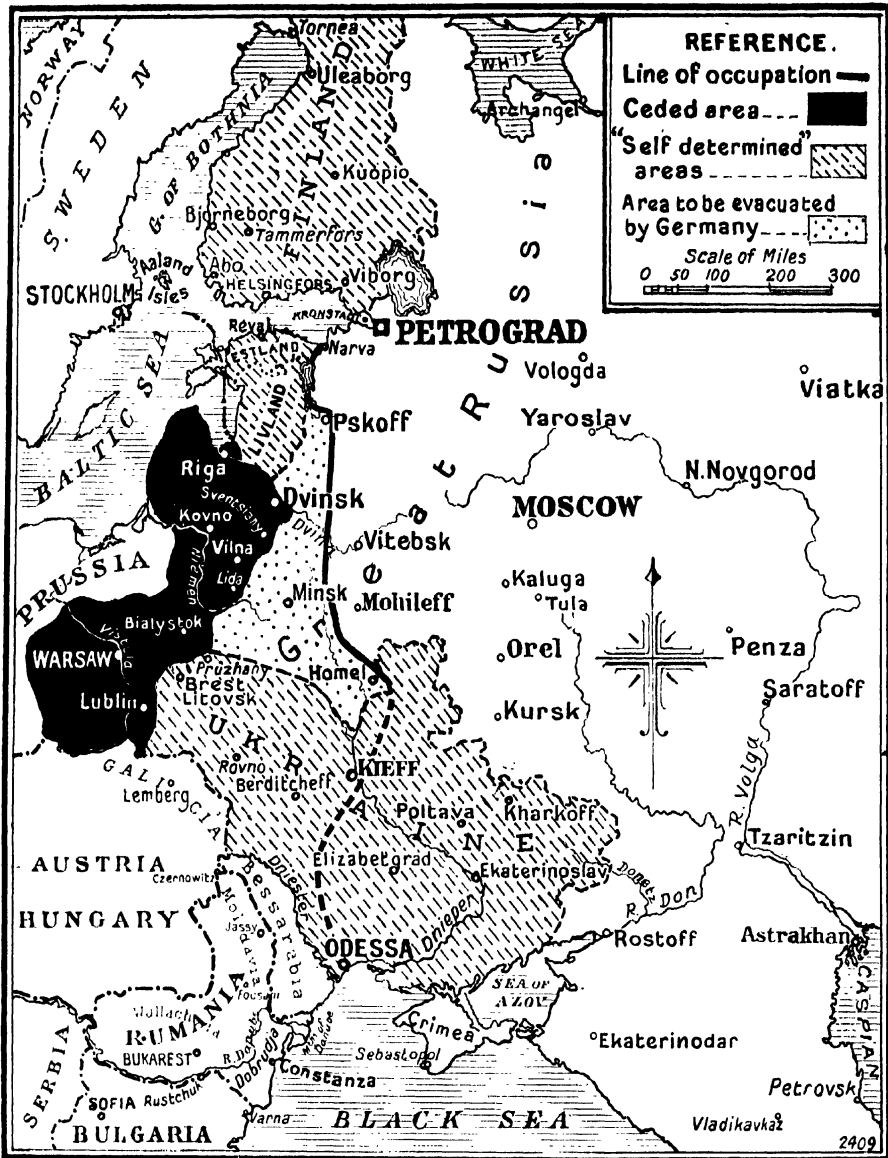 REFERENCE.
Line of occupation
Ceded area
"Self determined"
areas
Area to be evacuated
by Germany
Scale of Miles
0 50 100 200 300
NORWAY
SWEDEN
G. OF BOTHNIA
Tornea
Uleaborg
FINLAND
Kuopio
Bjorneborg
Tammerfors
Aaland
Isles
Abo
HELSINGFORS
Viborg
STOCKHOLM
KRONSTADT
PETROGRAD
WHITE SEA
Archangel
Great Russia
Reval
ESTLAND
Narva
LIVLAND
BALTIC SEA
Pskoff
Vologda
Viatka
Yaroslav
N. Novgorod
Riga
Sventsiany
Dvinsk
Dvina
Kovno
Vilna
Niemen
Lida
MOSCOW
Vitebsk
PRUSSIA
Minsk
Mohileff
Kaluga
Tula
Vistula
Bialystok
WARSAW
Pruzhany
Brest
Litovsk
Lublin
Homel
Orel
Penza
Saratoff
Kursk
UKRAINE
GALICIA
Lemberg
Rovno
Berditcheff
KIEFF
Poltava
Kharkoff
R. Volga
Tzaritzin
AUSTRIA
HUNGARY
Czernowitz
Elizabetgrad
Ekaterinoslav
Donetz
R. Don
Dniester
Dnieper
Bessarabia
Moldavia
Jassy
Focsani
ODESSA
Rostoff
Astrakhan
CASPIAN
SEA OF
AZOV
RUMANIA
BUKAREST
R. Danube
Dobrudja
Constanza
Crimea
Sebastopol
Ekaterinodar
SERBIA
SOFIA
Rustchuk
Varna
BULGARIA
BLACK SEA
Petrovsk
Vladikavkaz
2409